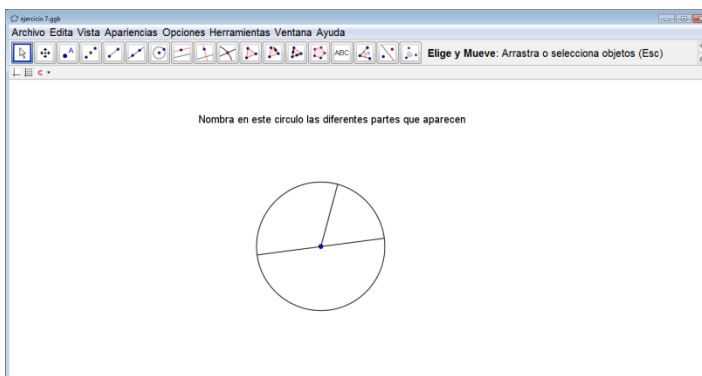 ejercicio 7.ggb
Archivo Edita Vista Apariencias Opciones Herramientas Ventana Ayuda
A
ABC
Elige y Mueve: Arrastra o selecciona objetos (Esc)
Nombra en este circulo las diferentes partes que aparecen